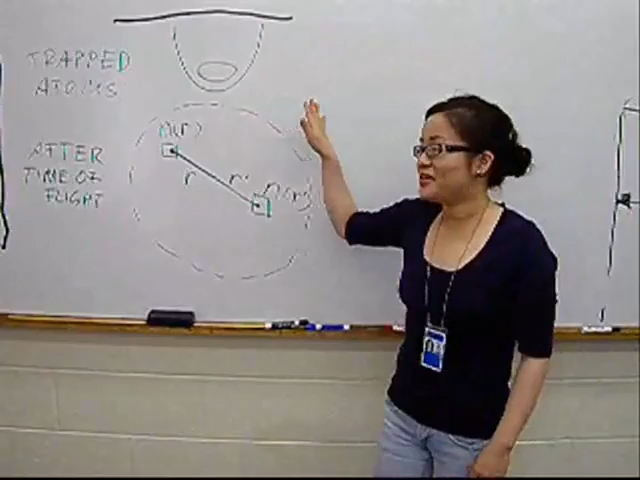 TRAPPED
ATOMS
AFTER
TIME OF
FLIGHT
n(r)
r
r'